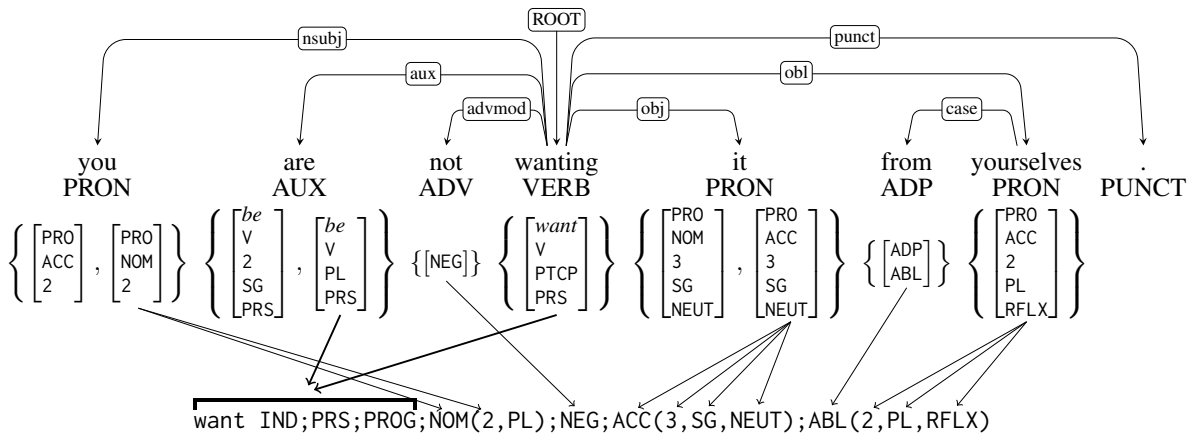 ROOT
nsubj punct
aux obl
advmod obj case
you are not wanting it from yourselves .
PRON AUX ADV VERB PRON ADP PRON PUNCT
{[PRO ACC 2], [PRO NOM 2]} {[be V 2 SG PRS], [be V PL PRS]} {[NEG]} {[want V PTCP PRS]} {[PRO NOM 3 SG NEUT], [PRO ACC 3 SG NEUT]} {[ADP ABL]} {[PRO ACC 2 PL RFLX]}
want IND;PRS;PROG;NOM(2,PL);NEG;ACC(3,SG,NEUT);ABL(2,PL,RFLX)